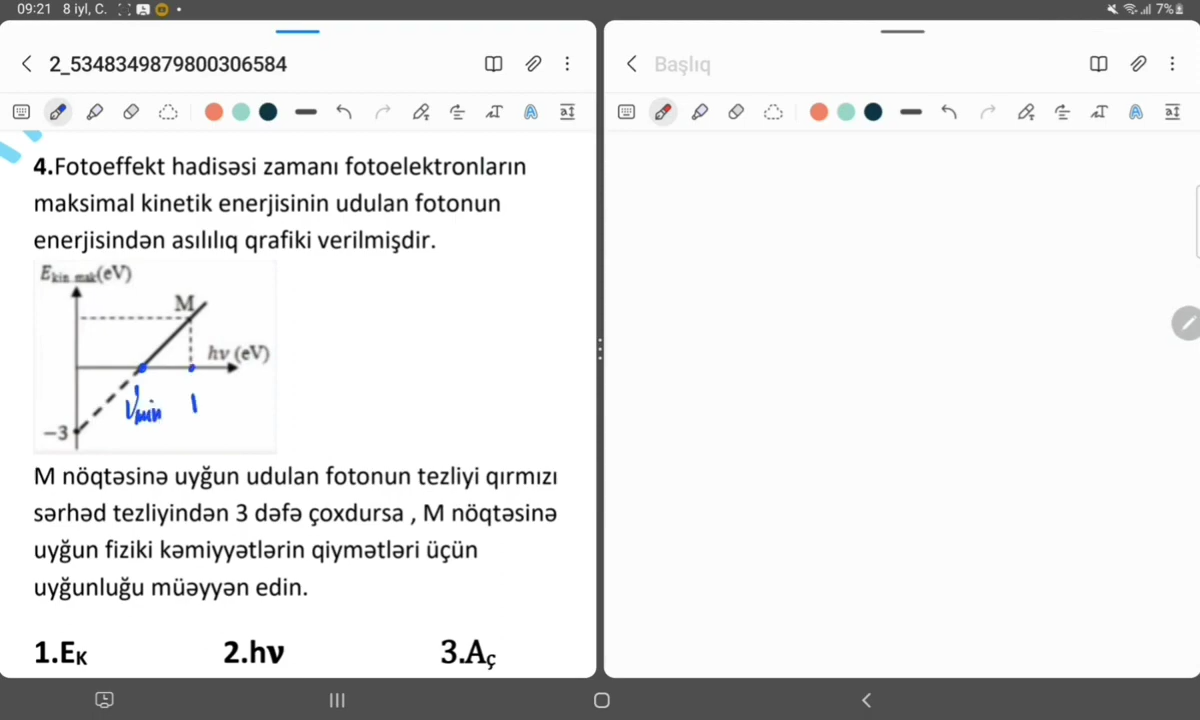 09:21 8 iyl, C.
7%
2_5348349879800306584
Başlıq
4.Fotoeffekt hadisəsi zamanı fotoelektronların
maksimal kinetik enerjisinin udulan fotonun
enerjisindən asılılıq qrafiki verilmişdir.
Ekin mak(eV)
M
hν (eV)
νmin
−3
M nöqtəsinə uyğun udulan fotonun tezliyi qırmızı
sərhəd tezliyindən 3 dəfə çoxdursa , M nöqtəsinə
uyğun fiziki kəmiyyətlərin qiymətləri üçün
uyğunluğu müəyyən edin.
1.EK 2.hν 3.Aç